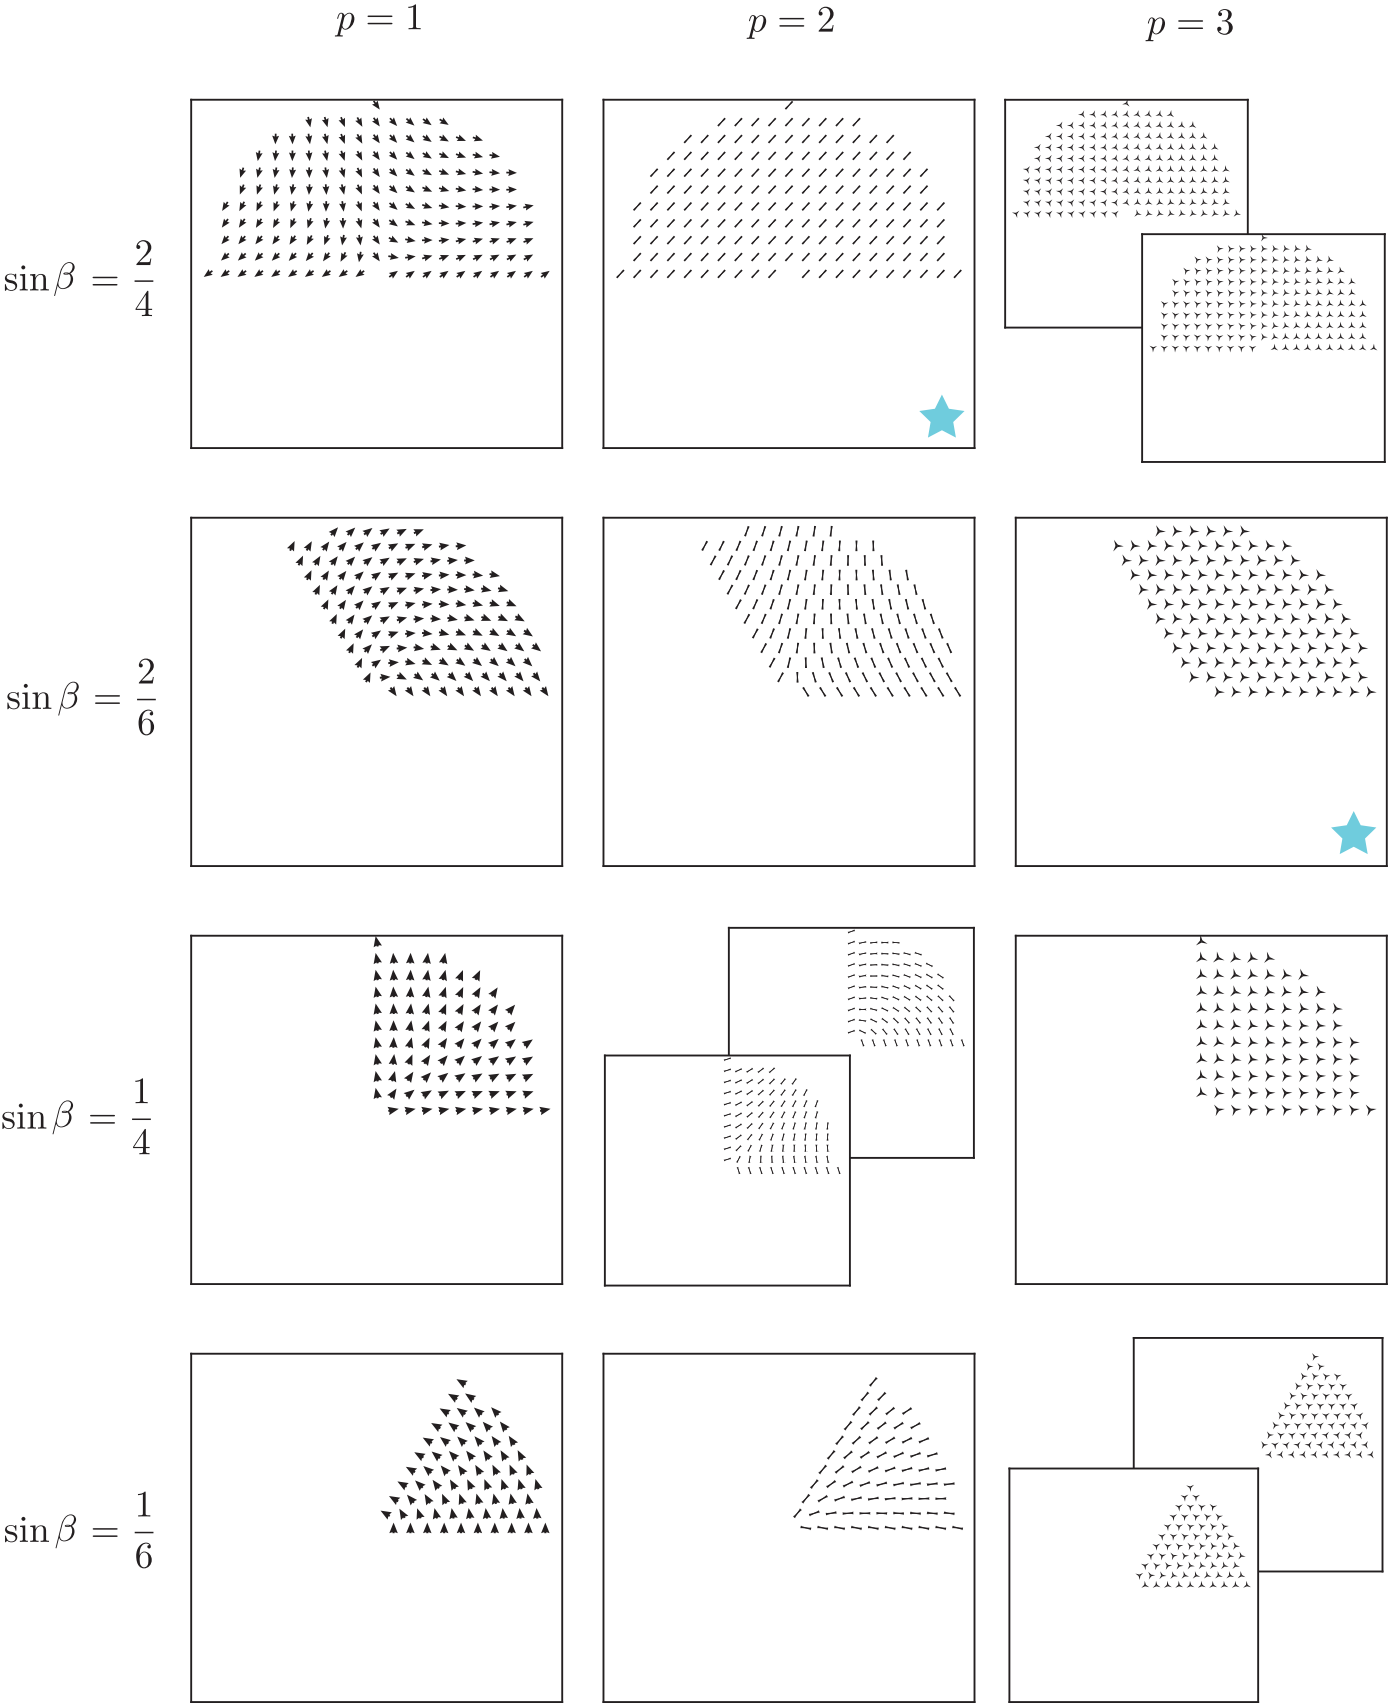 p = 1 p = 2 p = 3
sin β = 2/4
sin β = 2/6
sin β = 1/4
sin β = 1/6